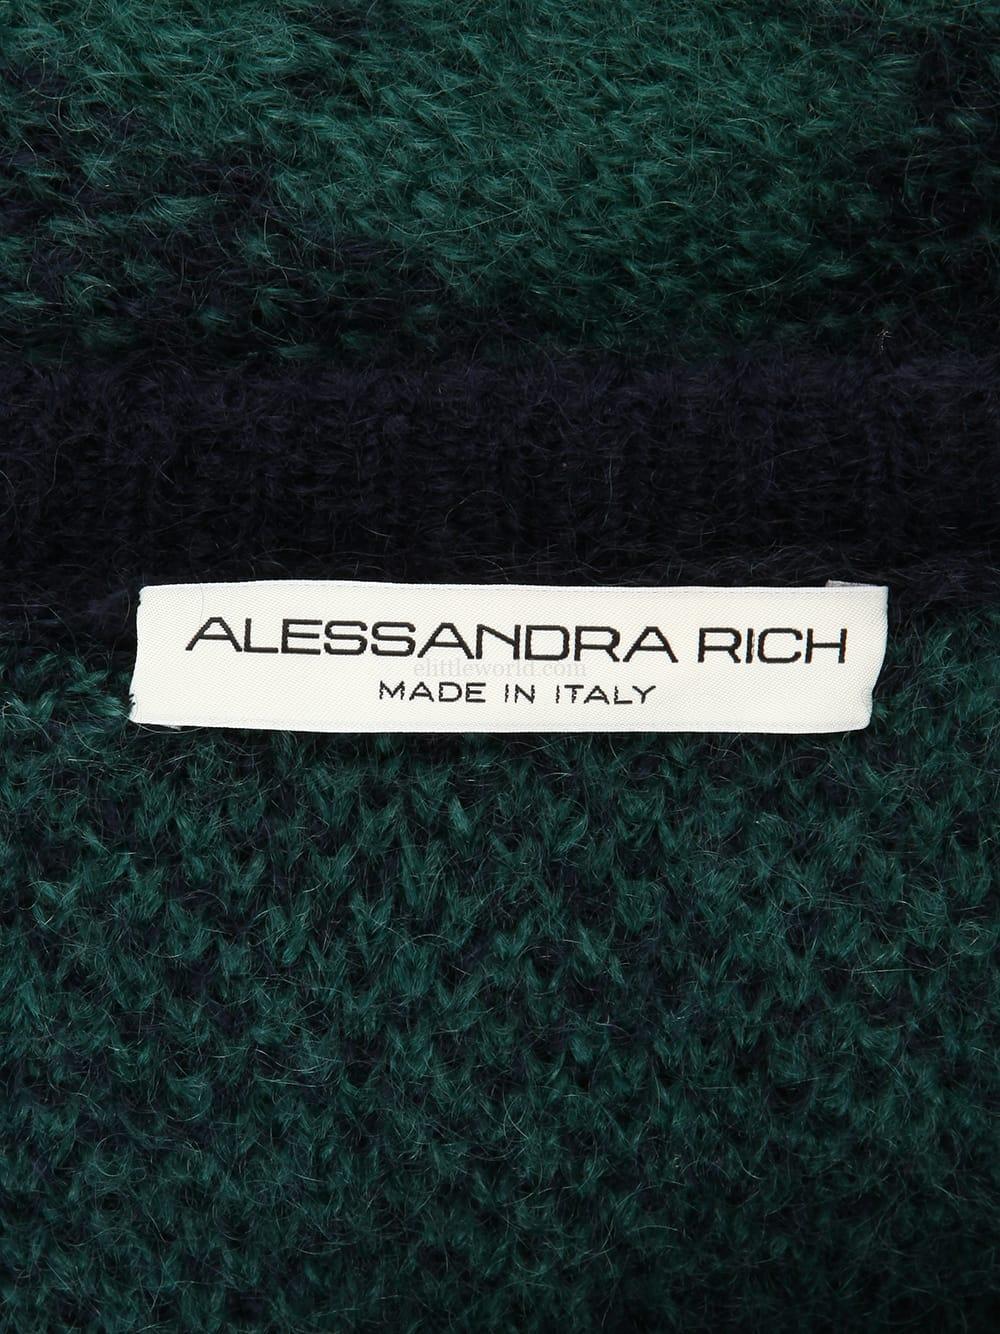 ALESSANDRA RICH
elittleworld.com
MADE IN ITALY